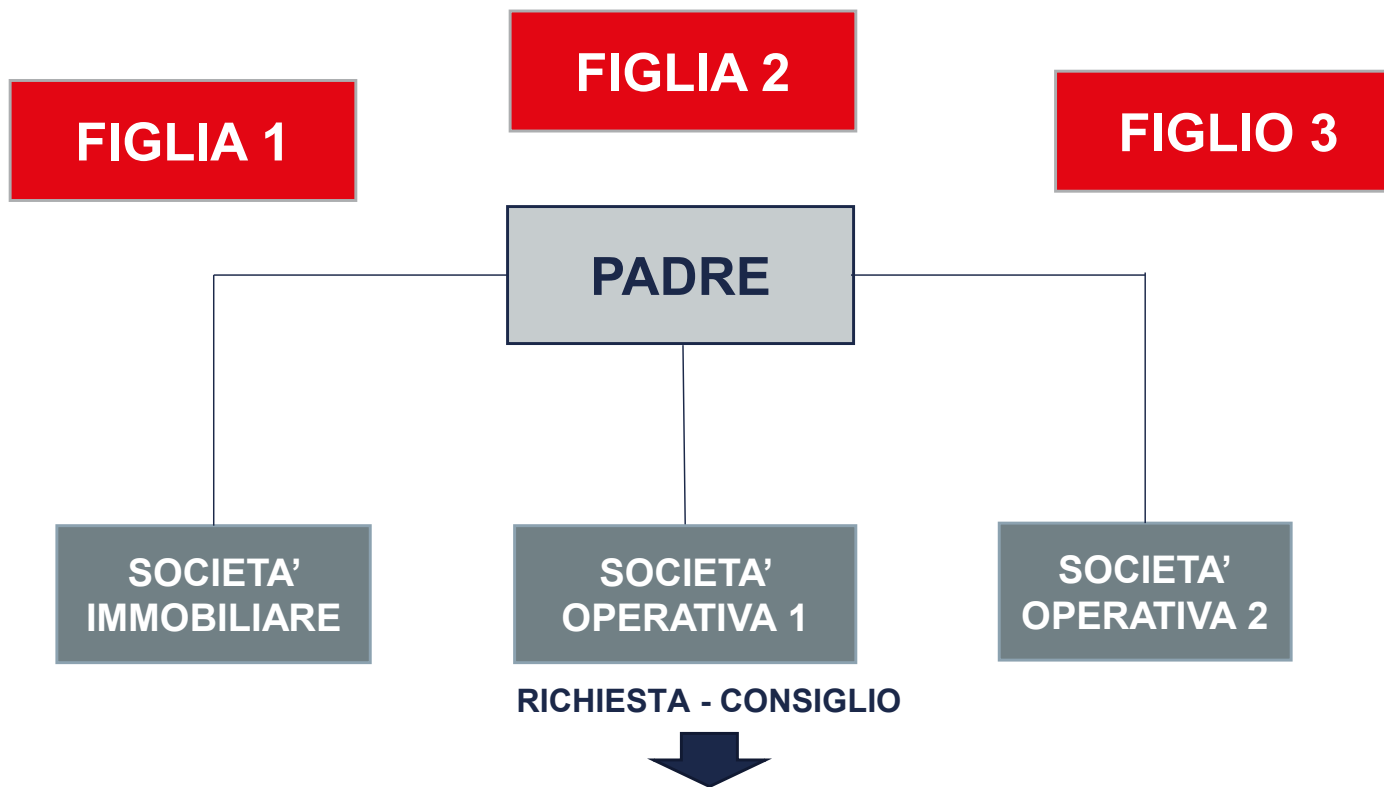 FIGLIA 1
FIGLIA 2
FIGLIO 3
PADRE
SOCIETA’
IMMOBILIARE
SOCIETA’
OPERATIVA 1
SOCIETA’
OPERATIVA 2
RICHIESTA - CONSIGLIO